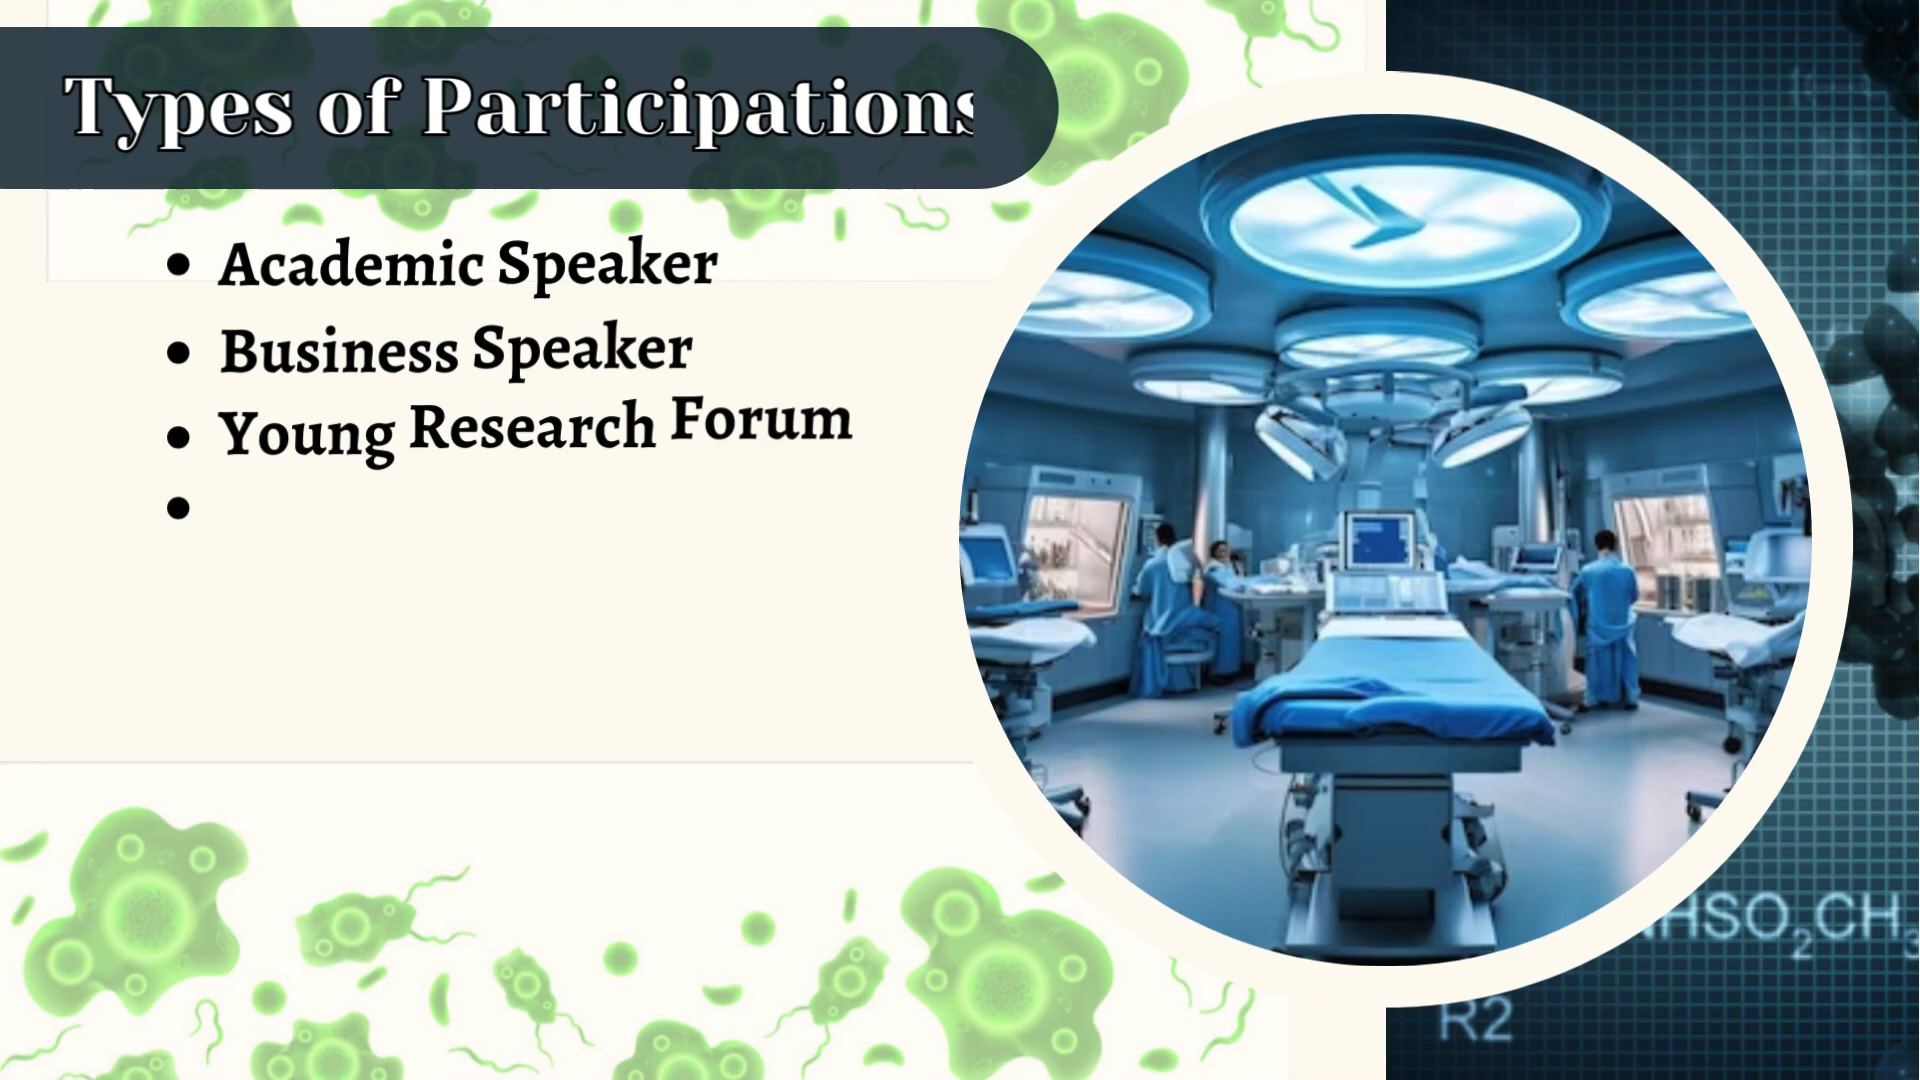 Types of Participations
• Academic Speaker
• Business Speaker
• Young Research Forum
•
NHSO₂CH₃
R2